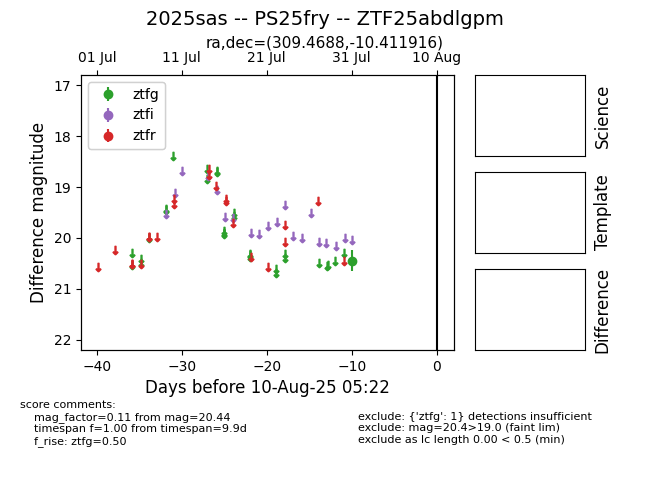 2025sas -- PS25fry -- ZTF25abdlgpm
ra,dec=(309.4688,-10.411916)
01 Jul
11 Jul
21 Jul
31 Jul
10 Aug
17
18
19
20
21
22
Difference magnitude
ztfg
ztfi
ztfr
−40
−30
−20
−10
0
Days before 10-Aug-25 05:22
Science
Template
Difference
score comments:
mag_factor=0.11 from mag=20.44
timespan f=1.00 from timespan=9.9d
f_rise: ztfg=0.50
exclude: {'ztfg': 1} detections insufficient
exclude: mag=20.4>19.0 (faint lim)
exclude as lc length 0.00 < 0.5 (min)